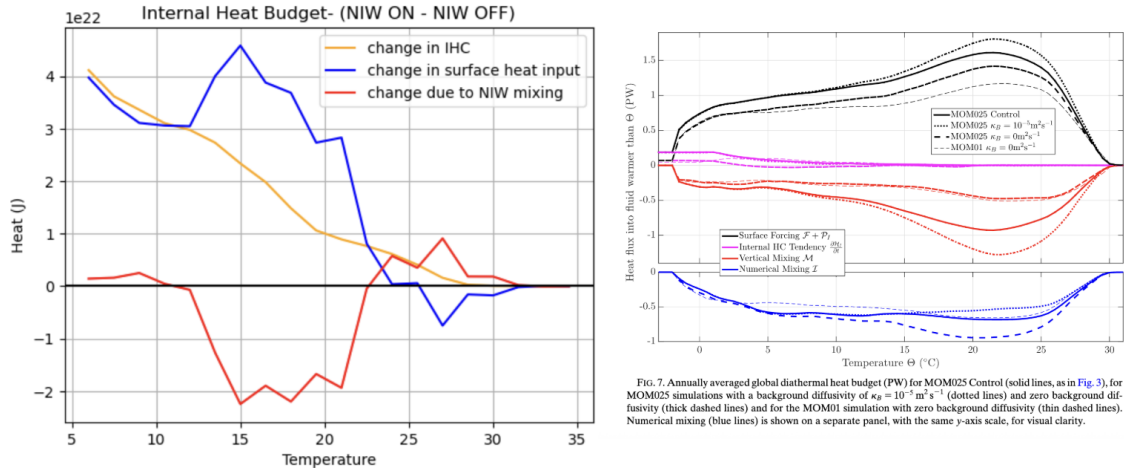 Internal Heat Budget- (NIW ON - NIW OFF)
1e22
change in IHC
change in surface heat input
change due to NIW mixing
4
3
2
1
0
−1
−2
Heat (J)
5 10 15 20 25 30 35
Temperature
1.5
1
0.5
0
-0.5
-1
MOM025 Control
MOM025 κ_B = 10⁻⁵m²s⁻¹
MOM025 κ_B = 0m²s⁻¹
MOM01 κ_B = 0m²s⁻¹
Heat flux into fluid warmer than Θ (PW)
Surface Forcing ℱ + 𝒫_I
Internal IHC Tendency ∂ℋ_I/∂t
Vertical Mixing ℳ
Numerical Mixing ℐ
0
-0.5
-1
0 5 10 15 20 25 30
Temperature Θ (°C)
FIG. 7. Annually averaged global diathermal heat budget (PW) for MOM025 Control (solid lines, as in Fig. 3), for
MOM025 simulations with a background diffusivity of κ_B = 10⁻⁵ m² s⁻¹ (dotted lines) and zero background dif-
fusivity (thick dashed lines) and for the MOM01 simulation with zero background diffusivity (thin dashed lines).
Numerical mixing (blue lines) is shown on a separate panel, with the same y-axis scale, for visual clarity.